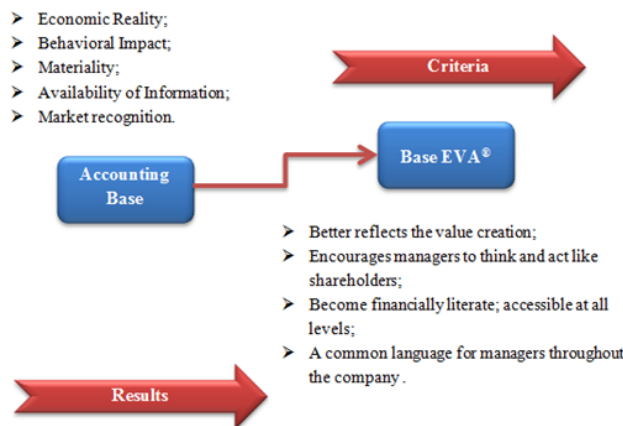 ➢ Economic Reality;
➢ Behavioral Impact;
➢ Materiality;
➢ Availability of Information;
➢ Market recognition.
Criteria
Accounting
Base
Base EVA®
➢ Better reflects the value creation;
➢ Encourages managers to think and act like
shareholders;
➢ Become financially literate; accessible at all
levels;
➢ A common language for managers throughout
the company .
Results